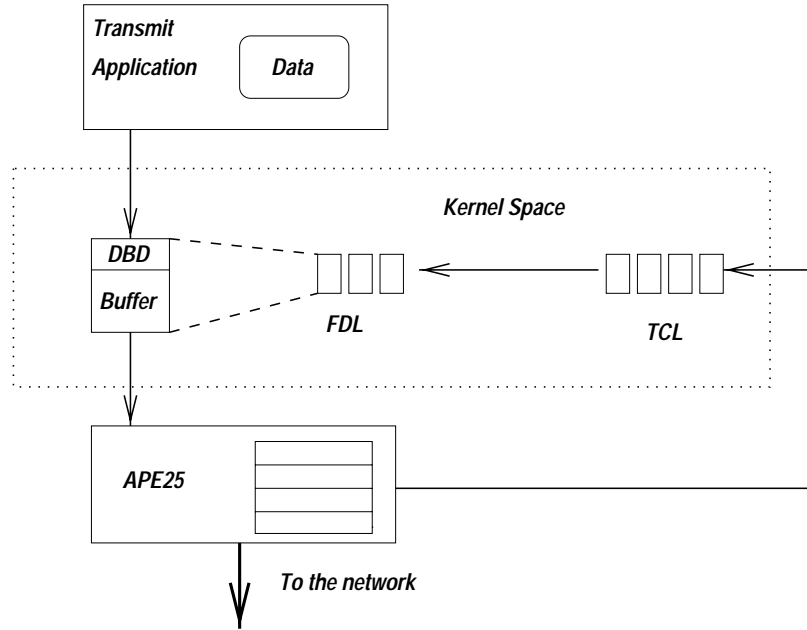 Transmit
Application
Data
Kernel Space
DBD
Buffer
FDL
TCL
APE25
To the network